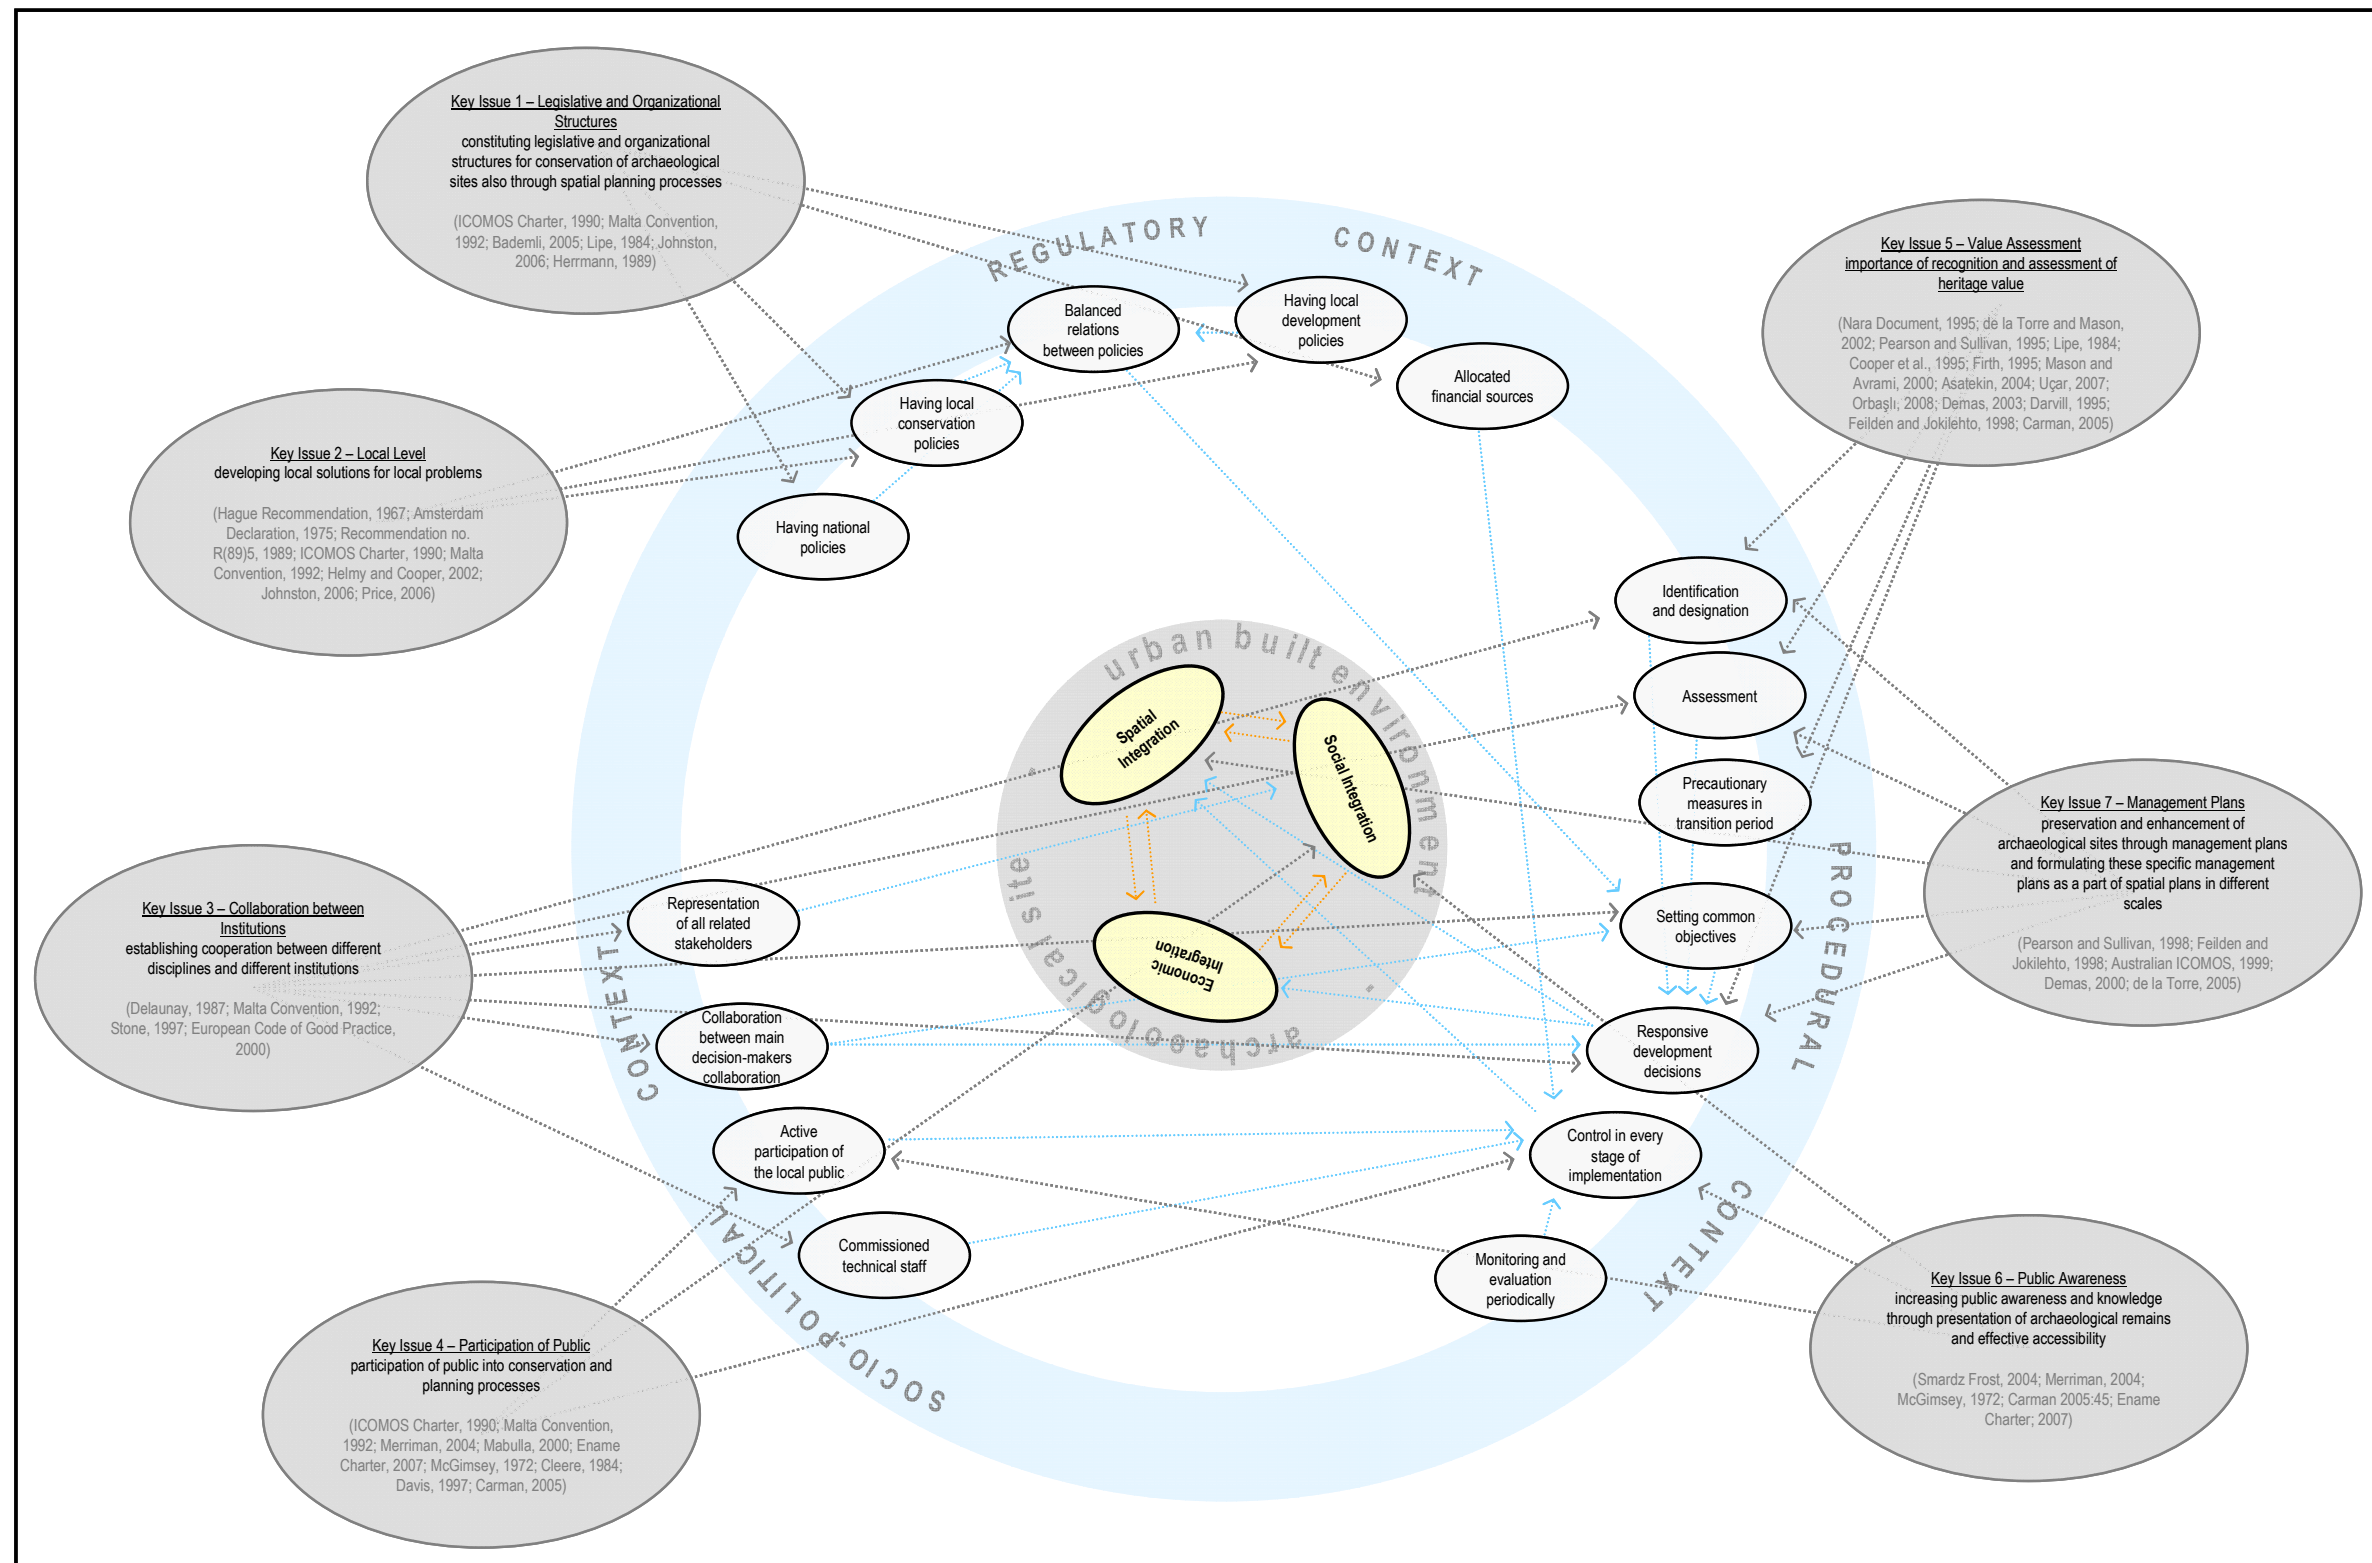 Key Issue 1 – Legislative and Organizational
Structures
constituting legislative and organizational
structures for conservation of archaeological
sites also through spatial planning processes
(ICOMOS Charter, 1990; Malta Convention,
1992; Bademli, 2005; Lipe, 1984; Johnston,
2006; Herrmann, 1989)
REGULATORY CONTEXT
Key Issue 5 – Value Assessment
importance of recognition and assessment of
heritage value
(Nara Document, 1995; de la Torre and Mason,
2002; Pearson and Sullivan, 1995; Lipe, 1984;
Cooper et al., 1995; Firth, 1995; Mason and
Avrami, 2000; Asatekin, 2004; Uçar, 2007;
Orbaşlı, 2008; Demas, 2003; Darvill, 1995;
Feilden and Jokilehto, 1998; Carman, 2005)
Balanced
relations
between policies
Having local
development
policies
Allocated
financial sources
Having local
conservation
policies
Having national
policies
Key Issue 2 – Local Level
developing local solutions for local problems
(Hague Recommendation, 1967; Amsterdam
Declaration, 1975; Recommendation no.
R(89)5, 1989; ICOMOS Charter, 1990; Malta
Convention, 1992; Helmy and Cooper, 2002;
Johnston, 2006; Price, 2006)
Identification
and designation
Assessment
Precautionary
measures in
transition period
Setting common
objectives
Responsive
development
decisions
Control in every
stage of
implementation
Monitoring and
evaluation
periodically
PROCEDURAL CONTEXT
urban built environment
- archaeological site -
Spatial
Integration
Social Integration
Economic
Integration
Key Issue 7 – Management Plans
preservation and enhancement of
archaeological sites through management plans
and formulating these specific management
plans as a part of spatial plans in different
scales
(Pearson and Sullivan, 1998; Feilden and
Jokilehto, 1998; Australian ICOMOS, 1999;
Demas, 2000; de la Torre, 2005)
Key Issue 3 – Collaboration between
Institutions
establishing cooperation between different
disciplines and different institutions
(Delaunay, 1987; Malta Convention, 1992;
Stone, 1997; European Code of Good Practice,
2000)
Representation
of all related
stakeholders
Collaboration
between main
decision-makers
collaboration
Active
participation of
the local public
Commissioned
technical staff
SOCIO-POLITICAL CONTEXT
Key Issue 4 – Participation of Public
participation of public into conservation and
planning processes
(ICOMOS Charter, 1990; Malta Convention,
1992; Merriman, 2004; Mabulla, 2000; Ename
Charter, 2007; McGimsey, 1972; Cleere, 1984;
Davis, 1997; Carman, 2005)
Key Issue 6 – Public Awareness
increasing public awareness and knowledge
through presentation of archaeological remains
and effective accessibility
(Smardz Frost, 2004; Merriman, 2004;
McGimsey, 1972; Carman 2005:45; Ename
Charter; 2007)